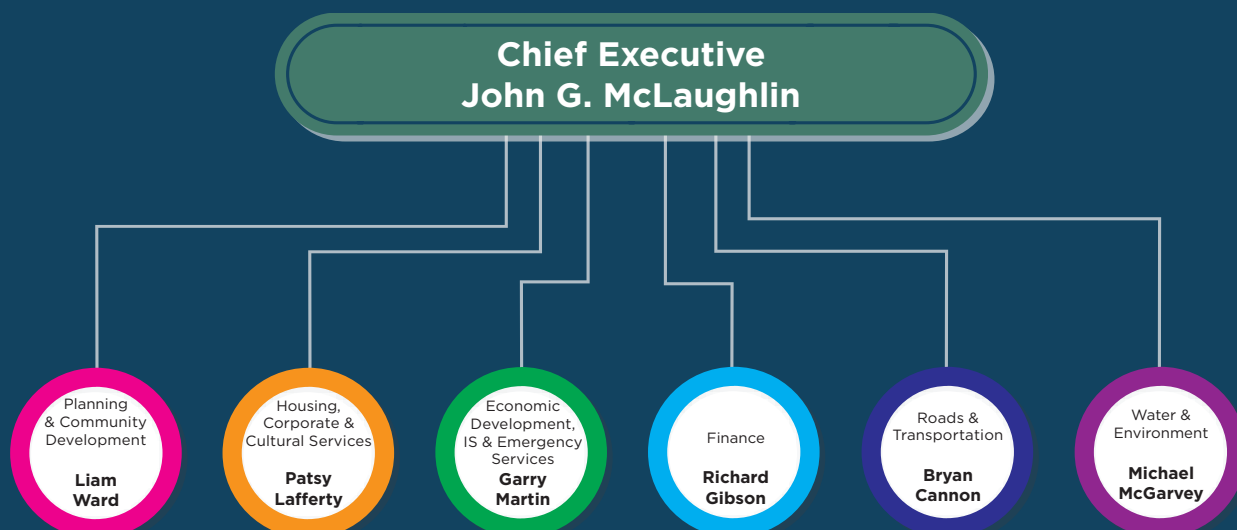 Chief Executive
John G. McLaughlin
Planning
& Community
Development
Liam
Ward
Housing,
Corporate &
Cultural Services
Patsy
Lafferty
Economic
Development,
IS & Emergency
Services
Garry
Martin
Finance
Richard
Gibson
Roads &
Transportation
Bryan
Cannon
Water &
Environment
Michael
McGarvey